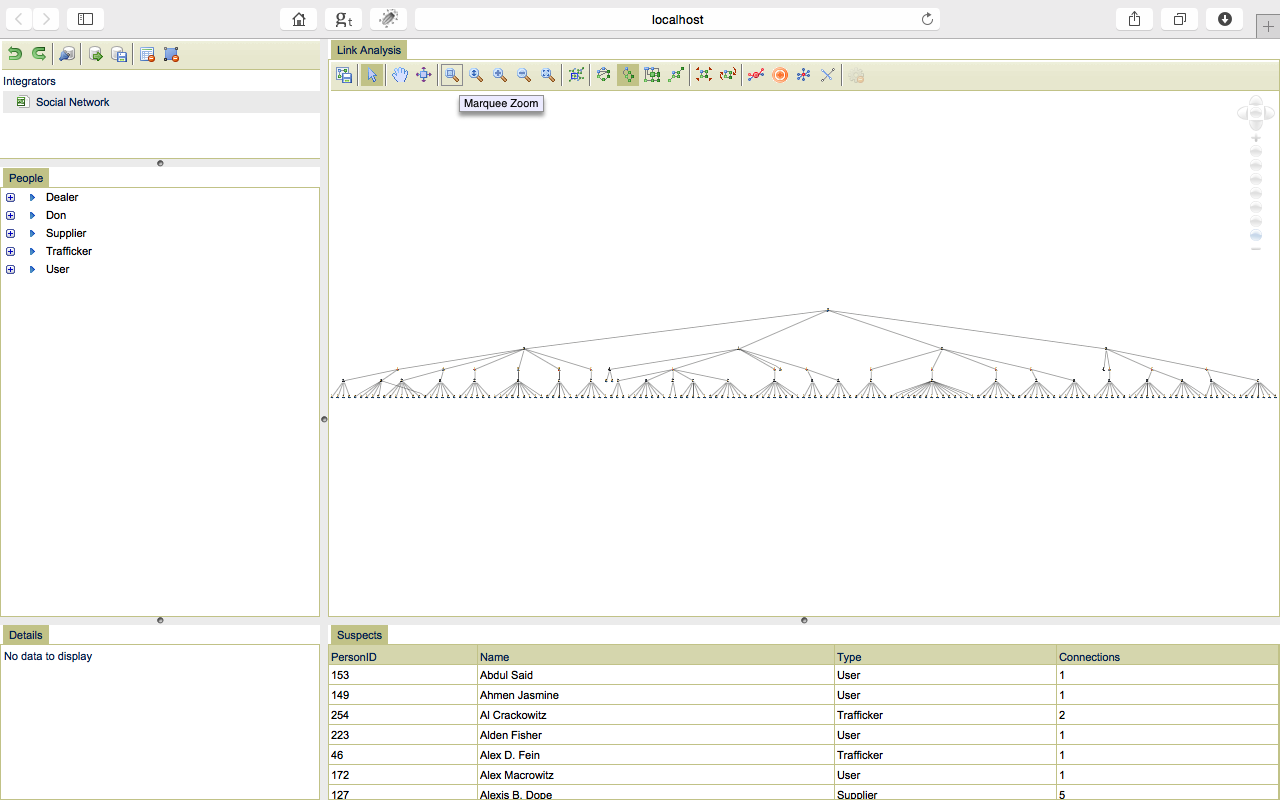 localhost
Link Analysis
Integrators
Social Network
Marquee Zoom
People
Dealer
Don
Supplier
Trafficker
User
Details
No data to display
Suspects
PersonID Name Type Connections
153 Abdul Said User 1
149 Ahmen Jasmine User 1
254 Al Crackowitz Trafficker 2
223 Alden Fisher User 1
46 Alex D. Fein Trafficker 1
172 Alex Macrowitz User 1
127 Alexis B. Dope Supplier 5